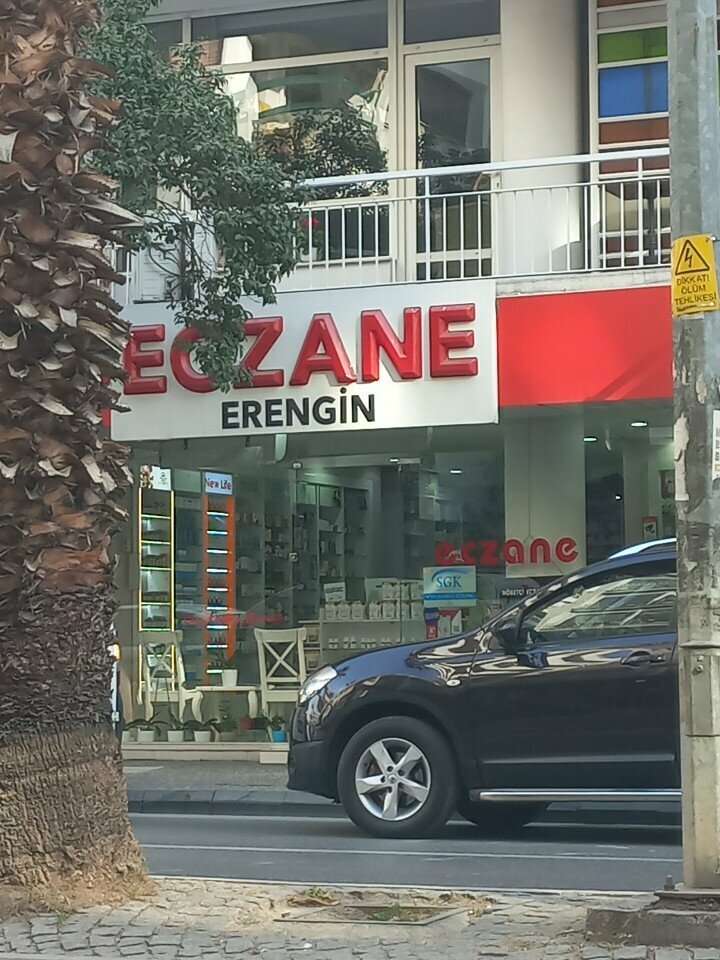 DİKKAT!
ÖLÜM
TEHLİKESİ
ECZANE
ERENGİN
New Life
eczane
SGK